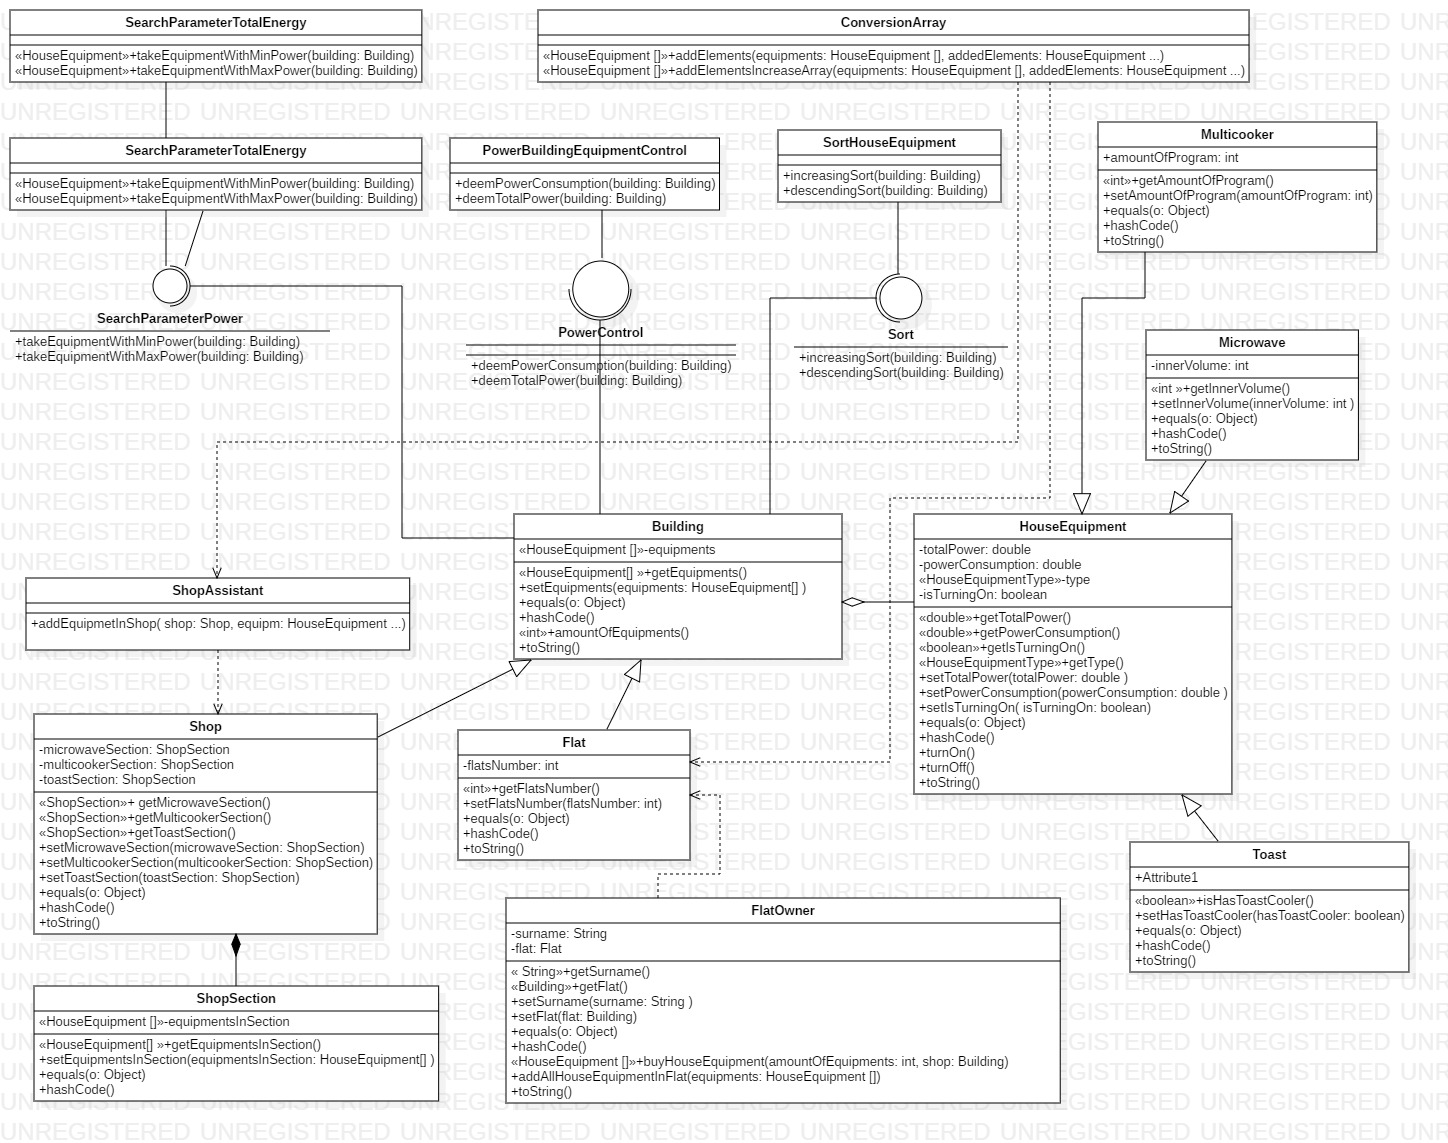 SearchParameterTotalEnergy
«HouseEquipment»+takeEquipmentWithMinPower(building: Building)
«HouseEquipment»+takeEquipmentWithMaxPower(building: Building)
ConversionArray
«HouseEquipment []»+addElements(equipments: HouseEquipment [], addedElements: HouseEquipment ...)
«HouseEquipment []»+addElementsIncreaseArray(equipments: HouseEquipment [], addedElements: HouseEquipment ...)
SearchParameterTotalEnergy
«HouseEquipment»+takeEquipmentWithMinPower(building: Building)
«HouseEquipment»+takeEquipmentWithMaxPower(building: Building)
PowerBuildingEquipmentControl
+deemPowerConsumption(building: Building)
+deemTotalPower(building: Building)
SortHouseEquipment
+increasingSort(building: Building)
+descendingSort(building: Building)
Multicooker
+amountOfProgram: int
«int»+getAmountOfProgram()
+setAmountOfProgram(amountOfProgram: int)
+equals(o: Object)
+hashCode()
+toString()
SearchParameterPower
+takeEquipmentWithMinPower(building: Building)
+takeEquipmentWithMaxPower(building: Building)
PowerControl
+deemPowerConsumption(building: Building)
+deemTotalPower(building: Building)
Sort
+increasingSort(building: Building)
+descendingSort(building: Building)
Microwave
-innerVolume: int
«int »+getInnerVolume()
+setInnerVolume(innerVolume: int )
+equals(o: Object)
+hashCode()
+toString()
Building
«HouseEquipment []»-equipments
«HouseEquipment[] »+getEquipments()
+setEquipments(equipments: HouseEquipment[] )
+equals(o: Object)
+hashCode()
«int»+amountOfEquipments()
+toString()
HouseEquipment
-totalPower: double
-powerConsumption: double
«HouseEquipmentType»-type
-isTurningOn: boolean
«double»+getTotalPower()
«double»+getPowerConsumption()
«boolean»+getIsTurningOn()
«HouseEquipmentType»+getType()
+setTotalPower(totalPower: double )
+setPowerConsumption(powerConsumption: double )
+setIsTurningOn( isTurningOn: boolean)
+equals(o: Object)
+hashCode()
+turnOn()
+turnOff()
+toString()
ShopAssistant
+addEquipmetInShop( shop: Shop, equipm: HouseEquipment ...)
Shop
-microwaveSection: ShopSection
-multicookerSection: ShopSection
-toastSection: ShopSection
«ShopSection»+ getMicrowaveSection()
«ShopSection»+getMulticookerSection()
«ShopSection»+getToastSection()
+setMicrowaveSection(microwaveSection: ShopSection)
+setMulticookerSection(multicookerSection: ShopSection)
+setToastSection(toastSection: ShopSection)
+equals(o: Object)
+hashCode()
+toString()
Flat
-flatsNumber: int
«int»+getFlatsNumber()
+setFlatsNumber(flatsNumber: int)
+equals(o: Object)
+hashCode()
+toString()
Toast
+Attribute1
«boolean»+isHasToastCooler()
+setHasToastCooler(hasToastCooler: boolean)
+equals(o: Object)
+hashCode()
+toString()
FlatOwner
-surname: String
-flat: Flat
« String»+getSurname()
«Building»+getFlat()
+setSurname(surname: String )
+setFlat(flat: Building)
+equals(o: Object)
+hashCode()
«HouseEquipment []»+buyHouseEquipment(amountOfEquipments: int, shop: Building)
+addAllHouseEquipmentInFlat(equipments: HouseEquipment [])
+toString()
ShopSection
«HouseEquipment []»-equipmentsInSection
«HouseEquipment[] »+getEquipmentsInSection()
+setEquipmentsInSection(equipmentsInSection: HouseEquipment[] )
+equals(o: Object)
+hashCode()
UNREGISTERED